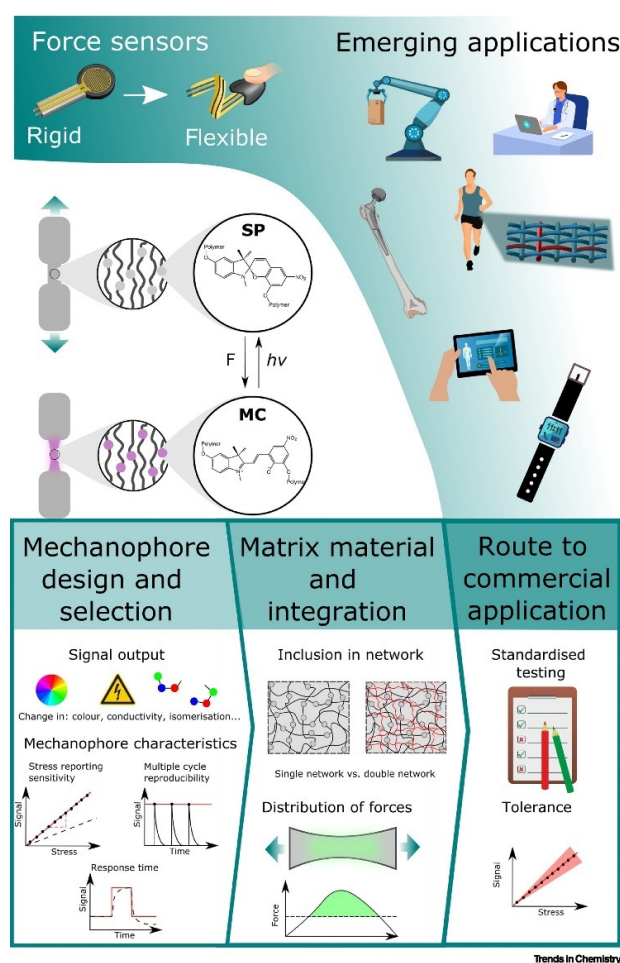 Force sensors
Rigid
Flexible
Emerging applications
SP
Polymer
N
O
NO₂
O
Polymer
F
hν
MC
Polymer
O
N⁺
NO₂
O
Polyme
11:11
Mechanophore
design and
selection
Signal output
Change in: colour, conductivity, isomerisation...
Mechanophore characteristics
Stress reporting
sensitivity
Signal
Stress
Multiple cycle
reproducibility
Signal
Time
Response time
Signal
Time
Matrix material
and
integration
Inclusion in network
Single network vs. double network
Distribution of forces
Force
Route to
commercial
application
Standardised
testing
Tolerance
Signal
Stress
Trends in Chemistry